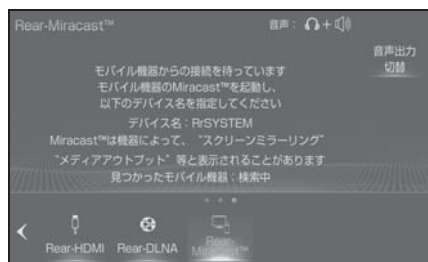 Rear-Miracast™
音声：
音声出力
切替
モバイル機器からの接続を待っています
モバイル機器のMiracast™を起動し、
以下のデバイス名を指定してください
デバイス名：RrSYSTEM
Miracast™は機器によって、“スクリーンミラーリング”
“メディアアウトプット”等と表示されることがあります
見つかったモバイル機器：検索中
Rear-HDMI Rear-DLNA Rear-
Miracast™